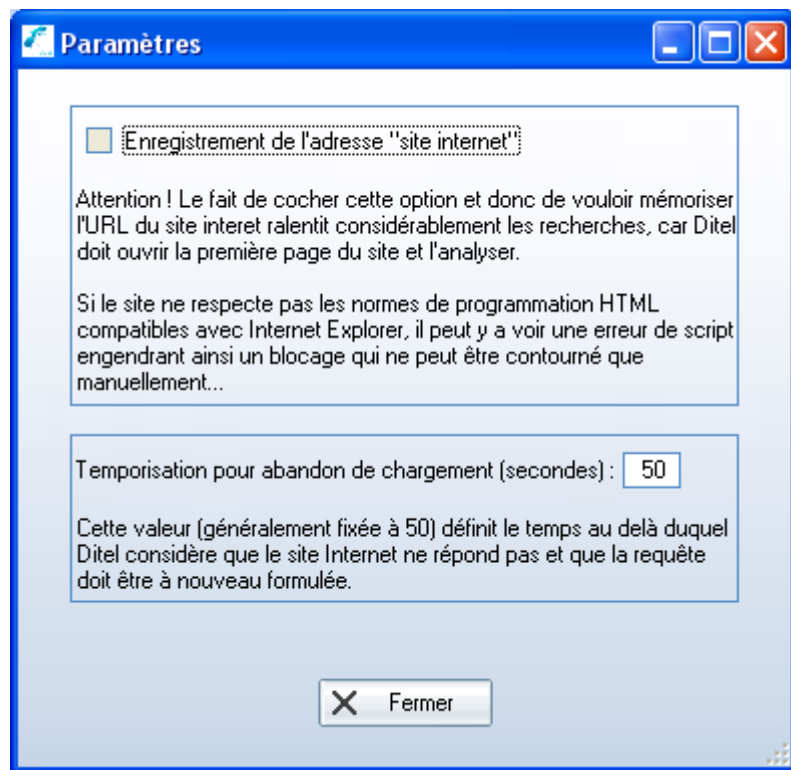 Paramètres
Enregistrement de l'adresse "site internet"
Attention ! Le fait de cocher cette option et donc de vouloir mémoriser
l'URL du site interet ralentit considérablement les recherches, car Ditel
doit ouvrir la première page du site et l'analyser.
Si le site ne respecte pas les normes de programmation HTML
compatibles avec Internet Explorer, il peut y a voir une erreur de script
engendrant ainsi un blocage qui ne peut être contourné que
manuellement...
Temporisation pour abandon de chargement (secondes) : 50
Cette valeur (généralement fixée à 50) définit le temps au delà duquel
Ditel considère que le site Internet ne répond pas et que la requête
doit être à nouveau formulée.
Fermer